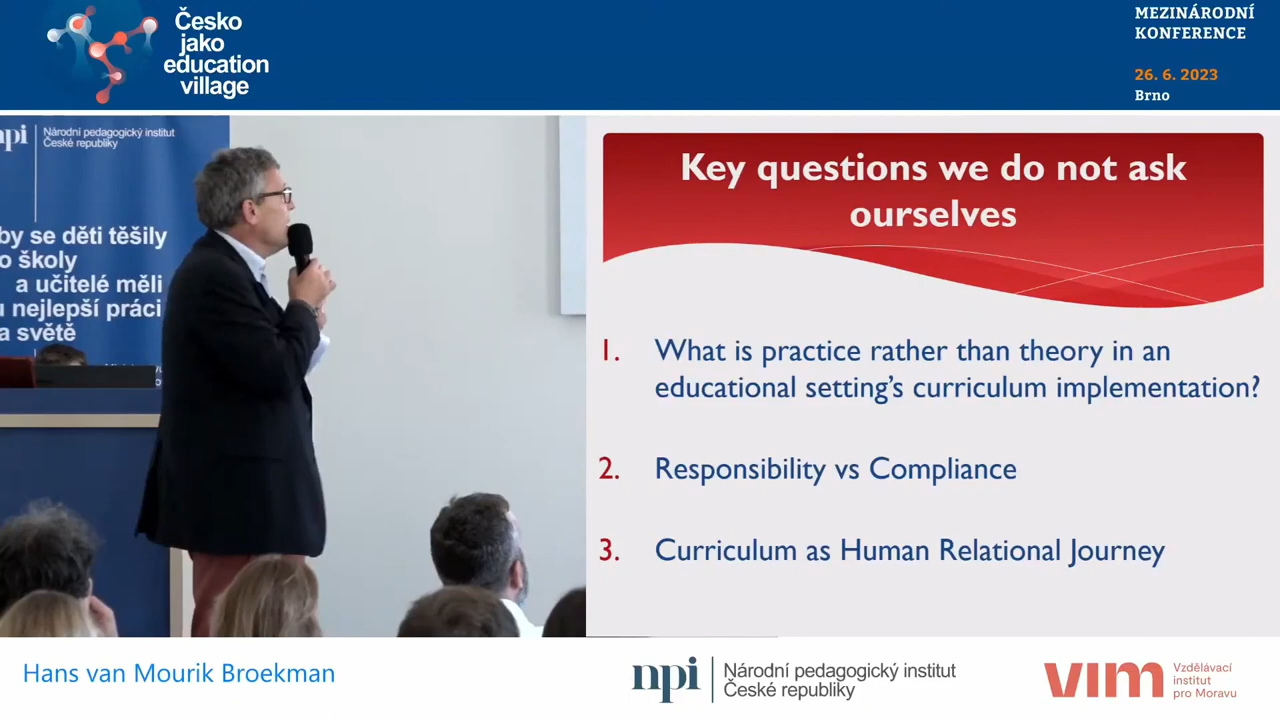 Česko
jako
education
village
MEZINÁRODNÍ
KONFERENCE
26. 6. 2023
Brno
npi
Národní pedagogický institut
České republiky
by se děti těšily
o školy
a učitelé měli
u nejlepší práci
a světě
Key questions we do not ask
ourselves
1. What is practice rather than theory in an
educational setting's curriculum implementation?
2. Responsibility vs Compliance
3. Curriculum as Human Relational Journey
Hans van Mourik Broekman
npi
Národní pedagogický institut
České republiky
vim
Vzdělávací
institut
pro Moravu